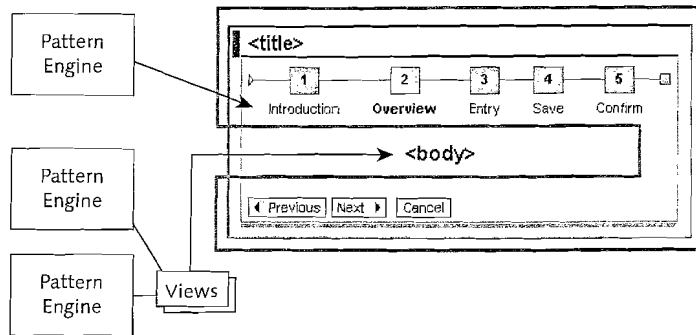 Pattern
Engine
<title>
1 2 3 4 5
Introduction Overview Entry Save Confirm
<body>
Pattern
Engine
Previous Next Cancel
Pattern
Engine
Views